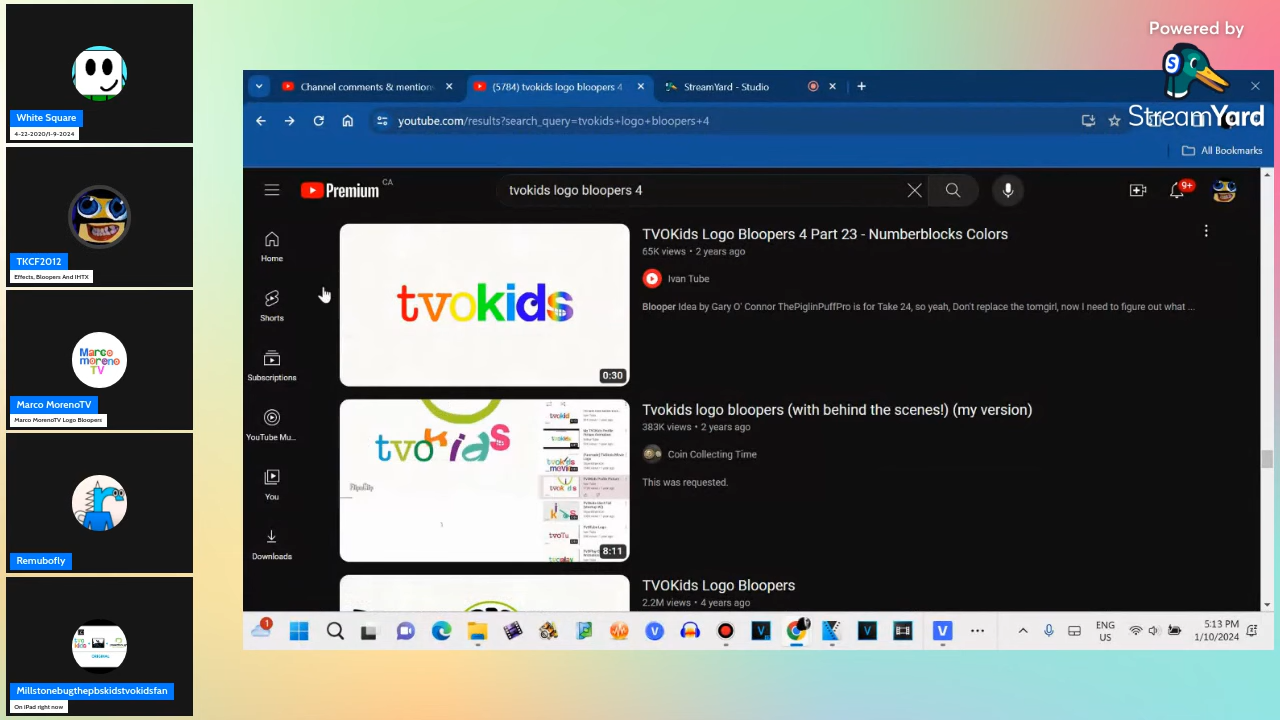 White Square
4-22-2020/1-9-2024
TKCF2012
Effects, Bloopers And IHTX
Marco
moreno
TV
Marco MorenoTV
Marco MorenoTV Logo Bloopers
Remubofly
ORIGINAL
Millstonebugthepbskidstvokidsfan
On iPad right now
Powered by
S
StreamYard
Channel comments & mentions
(5784) tvokids logo bloopers 4
StreamYard - Studio
youtube.com/results?search_query=tvokids+logo+bloopers+4
All Bookmarks
Premium CA
tvokids logo bloopers 4
9+
Home
Shorts
Subscriptions
YouTube Mu...
You
Downloads
tvokids
0:30
TVOKids Logo Bloopers 4 Part 23 - Numberblocks Colors
65K views • 2 years ago
Ivan Tube
Blooper Idea by Gary O' Connor ThePiglinPuffPro is for Take 24, so yeah, Don't replace the tomgirl, now I need to figure out what ...
tvokids
8:11
Tvokids logo bloopers (with behind the scenes!) (my version)
383K views • 2 years ago
Coin Collecting Time
This was requested.
TVOKids Logo Bloopers
2.2M views • 4 years ago
1
ENG
US
5:13 PM
1/10/2024